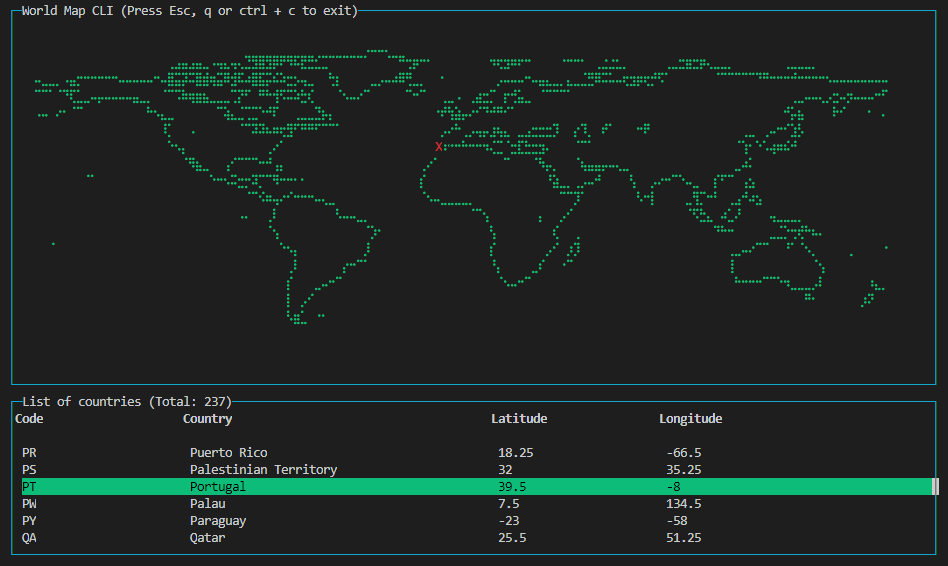 World Map CLI (Press Esc, q or ctrl + c to exit)
X
List of countries (Total: 237)
Code Country Latitude Longitude
PR Puerto Rico 18.25 -66.5
PS Palestinian Territory 32 35.25
PT Portugal 39.5 -8
PW Palau 7.5 134.5
PY Paraguay -23 -58
QA Qatar 25.5 51.25